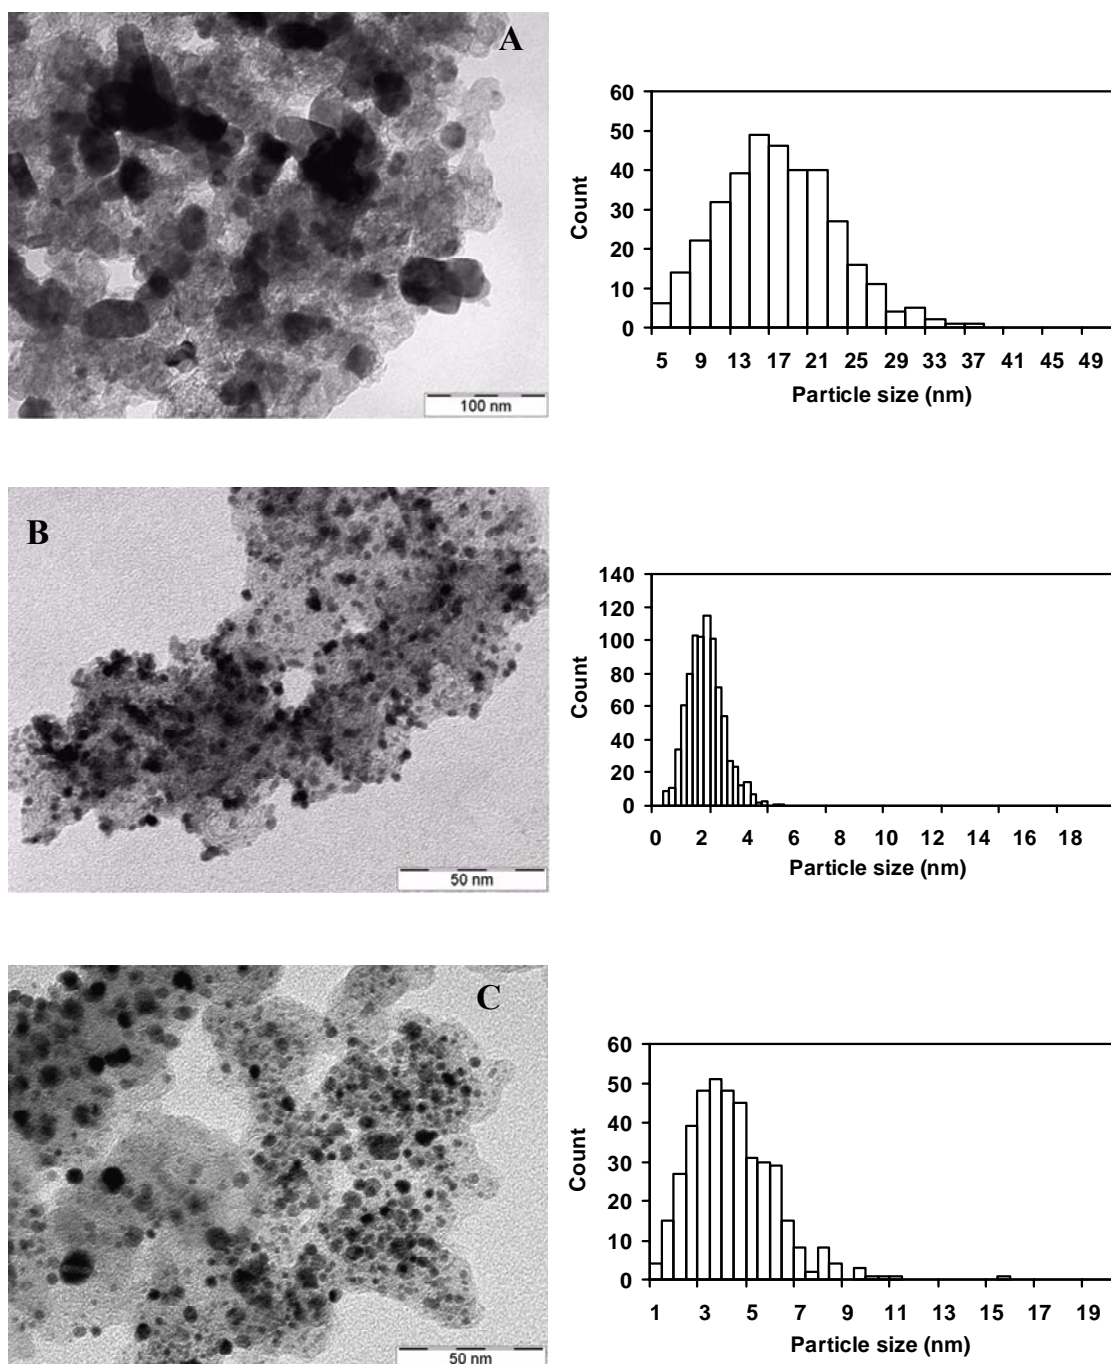 A
100 nm
60
50
40
30
20
10
0
Count
5 9 13 17 21 25 29 33 37 41 45 49
Particle size (nm)
B
50 nm
140
120
100
80
60
40
20
0
Count
0 2 4 6 8 10 12 14 16 18
Particle size (nm)
C
50 nm
60
50
40
30
20
10
0
Count
1 3 5 7 9 11 13 15 17 19
Particle size (nm)